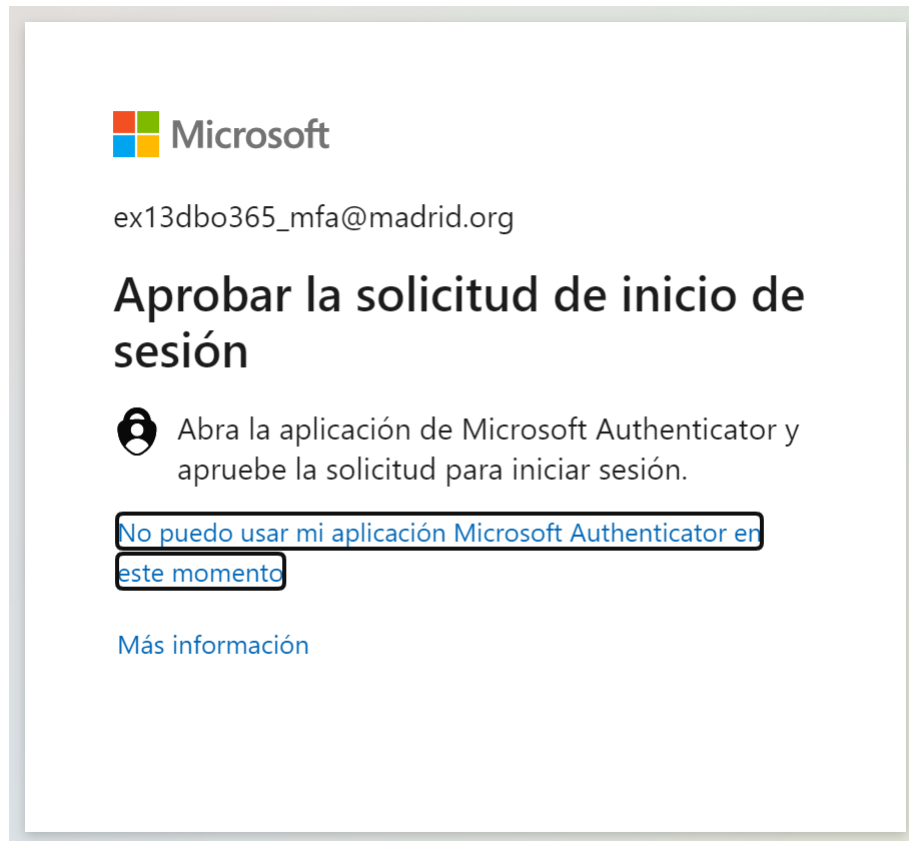 Microsoft
ex13dbo365_mfa@madrid.org
Aprobar la solicitud de inicio de
sesión
Abra la aplicación de Microsoft Authenticator y
apruebe la solicitud para iniciar sesión.
No puedo usar mi aplicación Microsoft Authenticator en
este momento
Más información